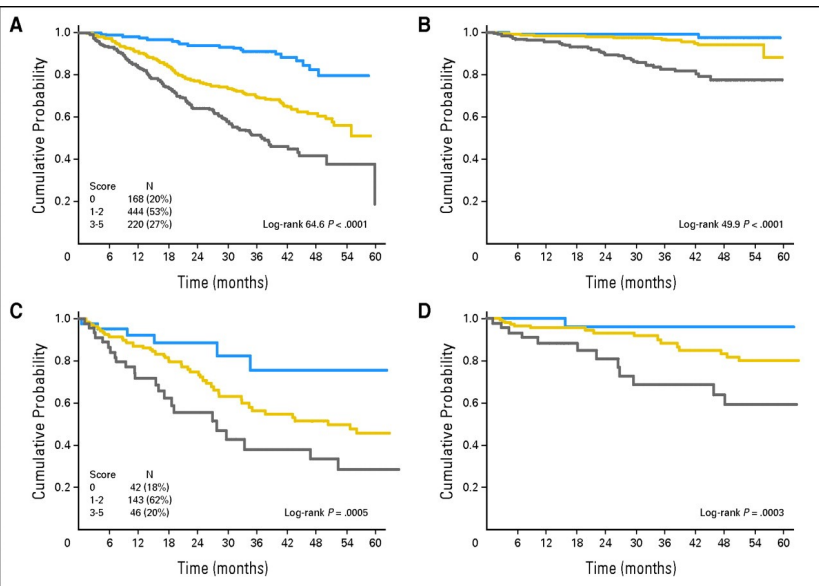 A
Cumulative Probability
1.0
0.8
0.6
0.4
0.2
Score N
0 168 (20%)
1-2 444 (53%)
3-5 220 (27%)
Log-rank 64.6 P < .0001
0 6 12 18 24 30 36 42 48 54 60
Time (months)
B
Cumulative Probability
1.0
0.8
0.6
0.4
0.2
Log-rank 49.9 P < .0001
0 6 12 18 24 30 36 42 48 54 60
Time (months)
C
Cumulative Probability
1.0
0.8
0.6
0.4
0.2
Score N
0 42 (18%)
1-2 143 (62%)
3-5 46 (20%)
Log-rank P = .0005
0 6 12 18 24 30 36 42 48 54 60
Time (months)
D
Cumulative Probability
1.0
0.8
0.6
0.4
0.2
Log-rank P = .0003
0 6 12 18 24 30 36 42 48 54 60
Time (months)